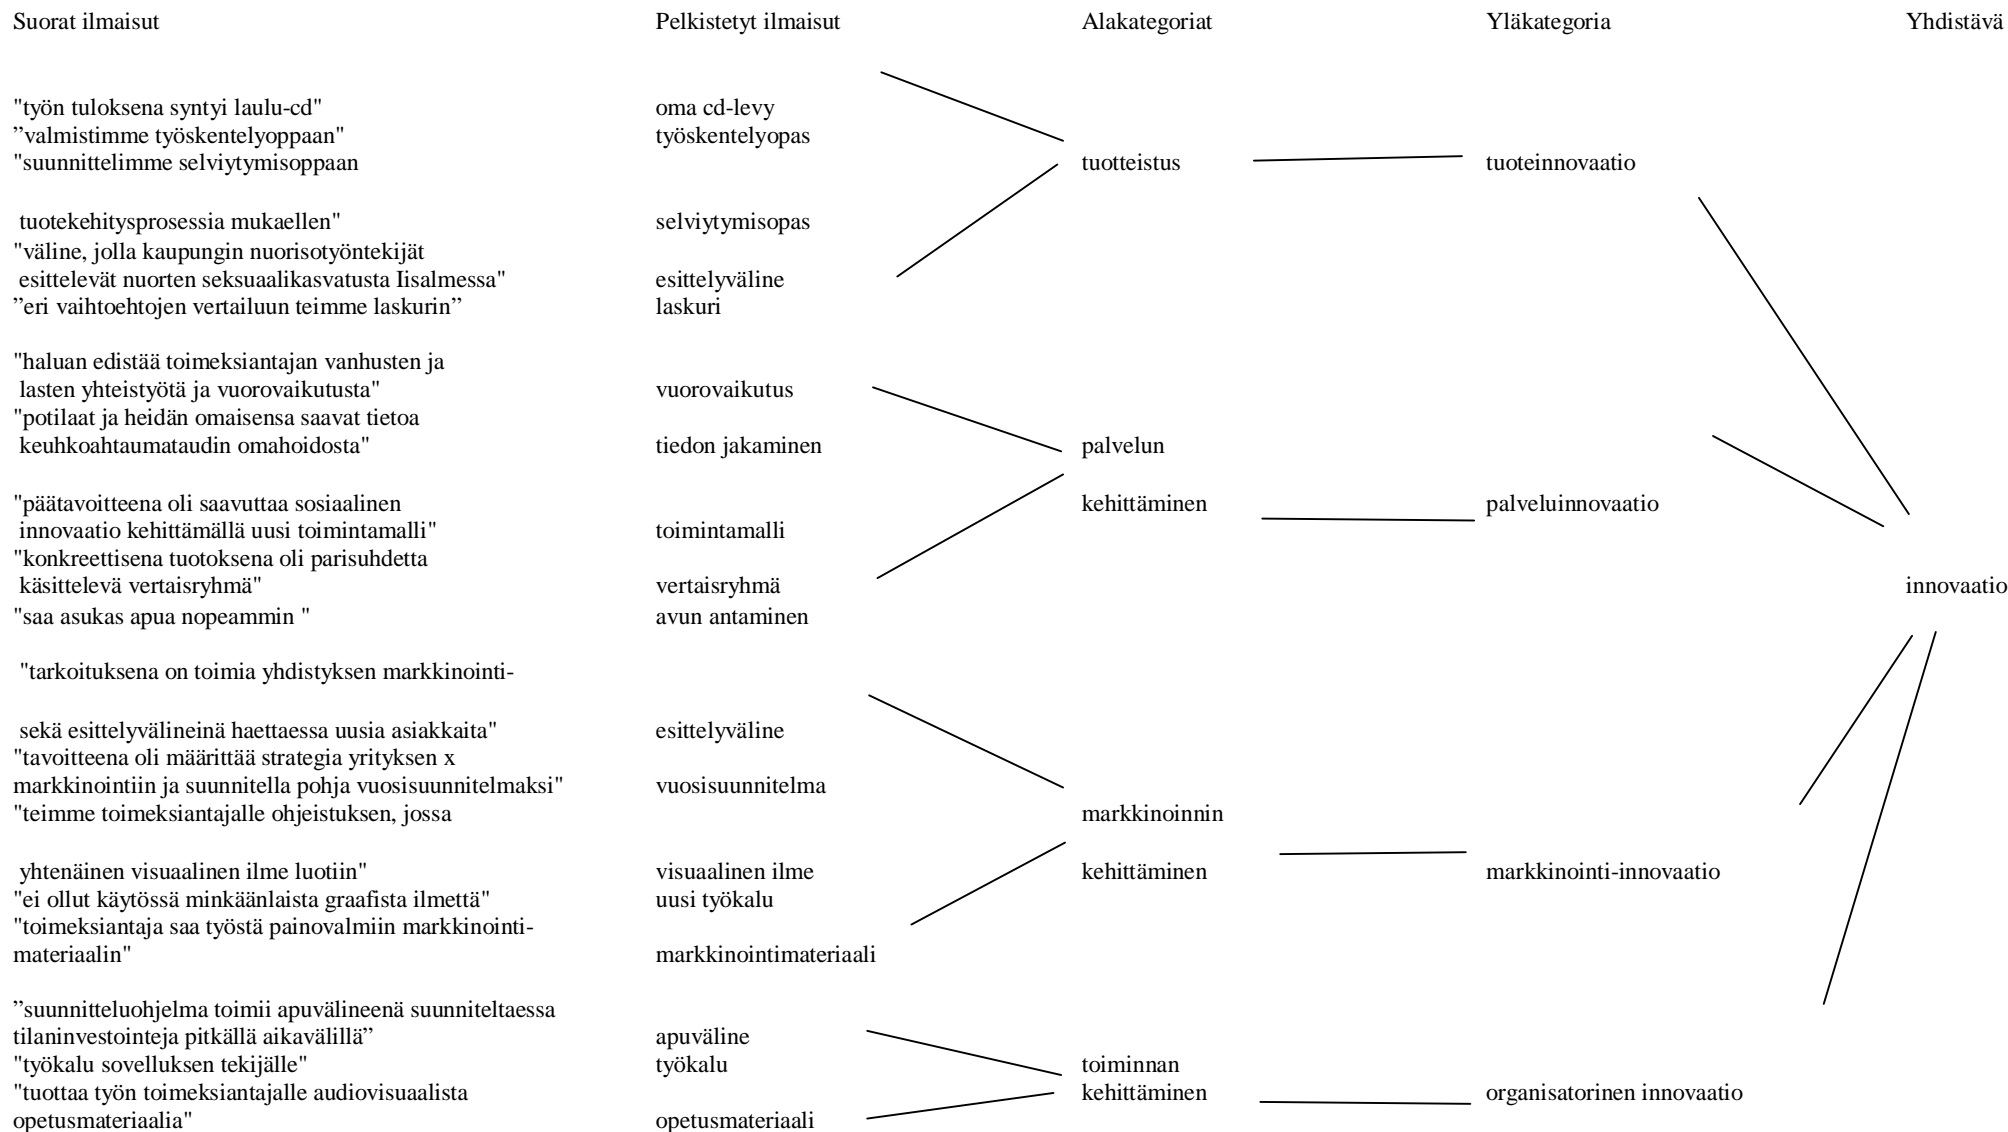 Suorat ilmaisut Pelkistetyt ilmaisut Alakategoriat Yläkategoria Yhdistävä
"työn tuloksena syntyi laulu-cd" oma cd-levy
”valmistimme työskentelyoppaan" työskentelyopas
"suunnittelimme selviytymisoppaan tuotteistus tuoteinnovaatio
tuotekehitysprosessia mukaellen" selviytymisopas
"väline, jolla kaupungin nuorisotyöntekijät
esittelevät nuorten seksuaalikasvatusta Iisalmessa" esittelyväline
”eri vaihtoehtojen vertailuun teimme laskurin” laskuri
"haluan edistää toimeksiantajan vanhusten ja
lasten yhteistyötä ja vuorovaikutusta" vuorovaikutus
"potilaat ja heidän omaisensa saavat tietoa
keuhkoahtaumataudin omahoidosta" tiedon jakaminen palvelun
"päätavoitteena oli saavuttaa sosiaalinen kehittäminen palveluinnovaatio
innovaatio kehittämällä uusi toimintamalli" toimintamalli
"konkreettisena tuotoksena oli parisuhdetta
käsittelevä vertaisryhmä" vertaisryhmä innovaatio
"saa asukas apua nopeammin " avun antaminen
"tarkoituksena on toimia yhdistyksen markkinointi-
sekä esittelyvälineinä haettaessa uusia asiakkaita" esittelyväline
"tavoitteena oli määrittää strategia yrityksen x
markkinointiin ja suunnitella pohja vuosisuunnitelmaksi" vuosisuunnitelma
"teimme toimeksiantajalle ohjeistuksen, jossa markkinoinnin
yhtenäinen visuaalinen ilme luotiin" visuaalinen ilme kehittäminen markkinointi-innovaatio
"ei ollut käytössä minkäänlaista graafista ilmettä" uusi työkalu
"toimeksiantaja saa työstä painovalmiin markkinointi-
materiaalin" markkinointimateriaali
”suunnitteluohjelma toimii apuvälineenä suunniteltaessa
tilaninvestointeja pitkällä aikavälillä” apuväline
"työkalu sovelluksen tekijälle" työkalu toiminnan
"tuottaa työn toimeksiantajalle audiovisuaalista kehittäminen organisatorinen innovaatio
opetusmateriaalia" opetusmateriaali